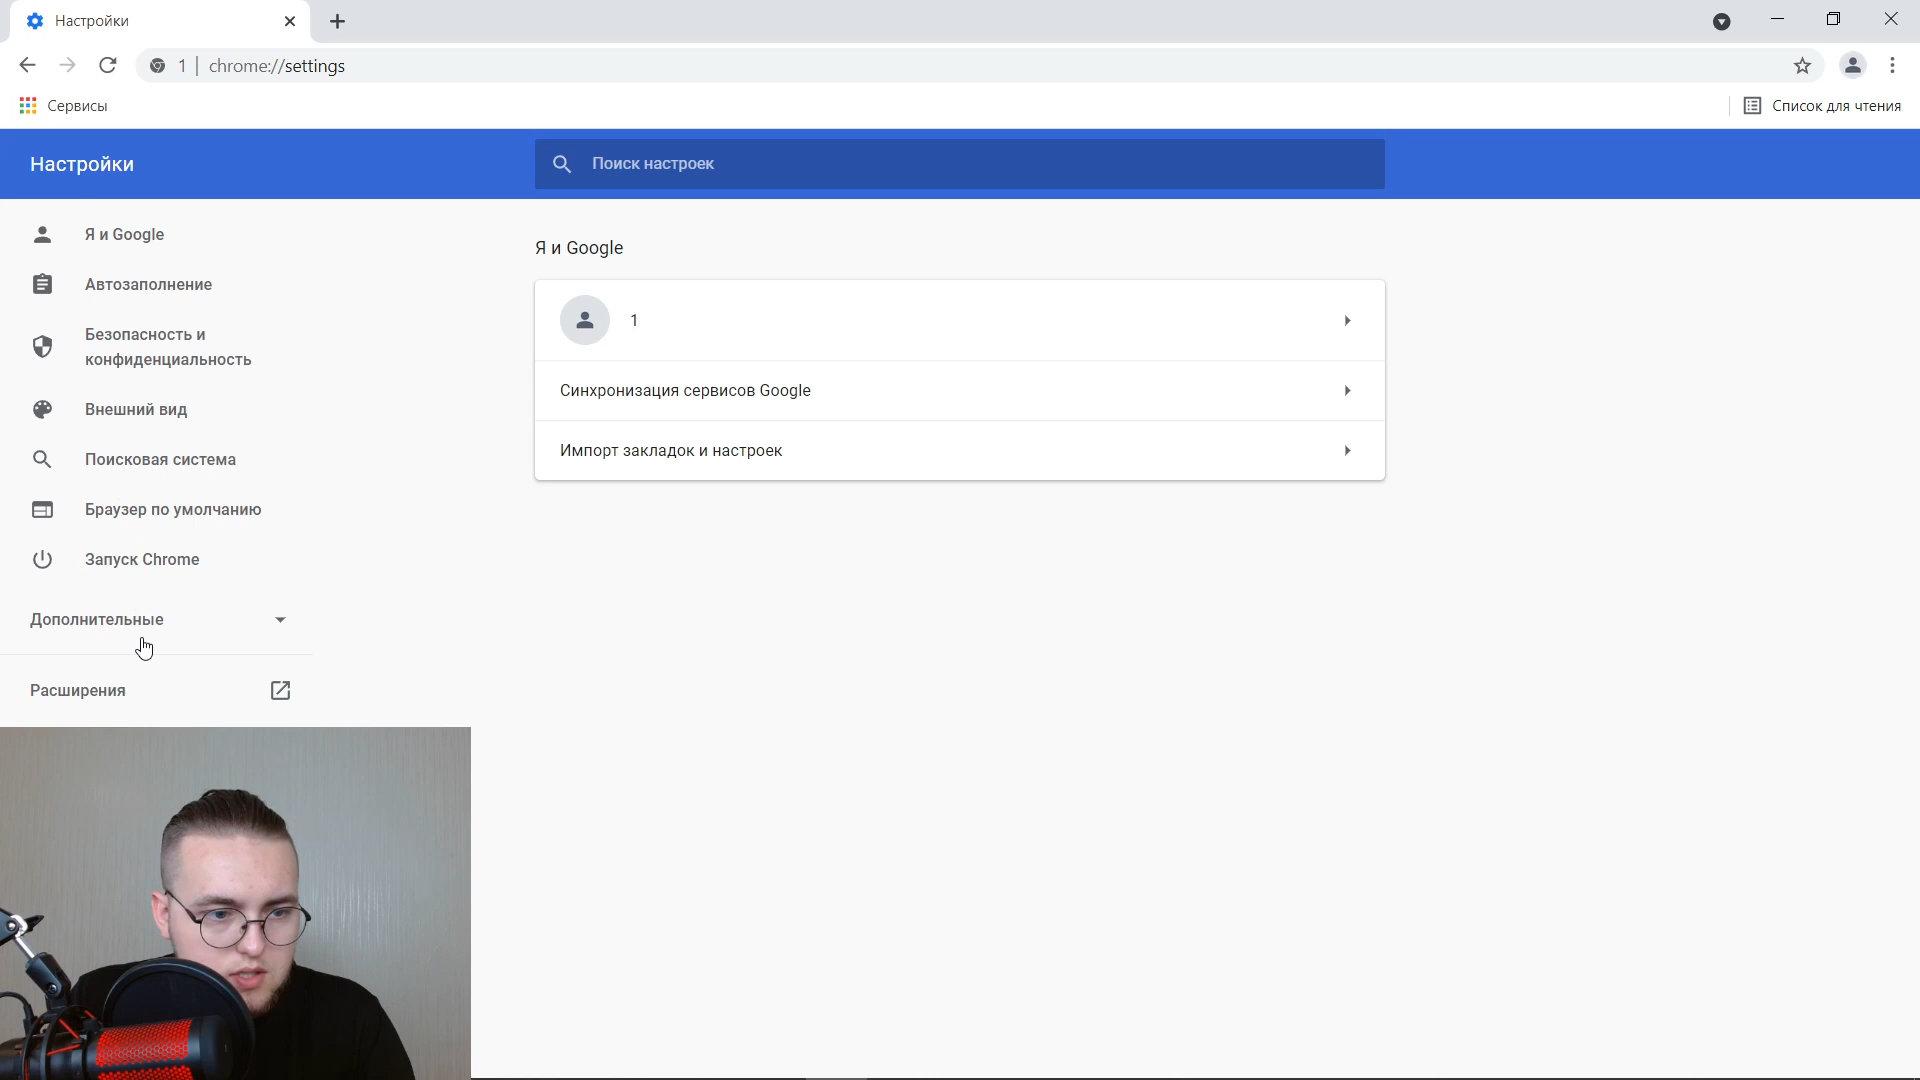 Настройки
1 | chrome://settings
Сервисы
Список для чтения
Настройки
Поиск настроек
Я и Google
Автозаполнение
Безопасность и
конфиденциальность
Внешний вид
Поисковая система
Браузер по умолчанию
Запуск Chrome
Дополнительные
Расширения
Я и Google
1
Синхронизация сервисов Google
Импорт закладок и настроек